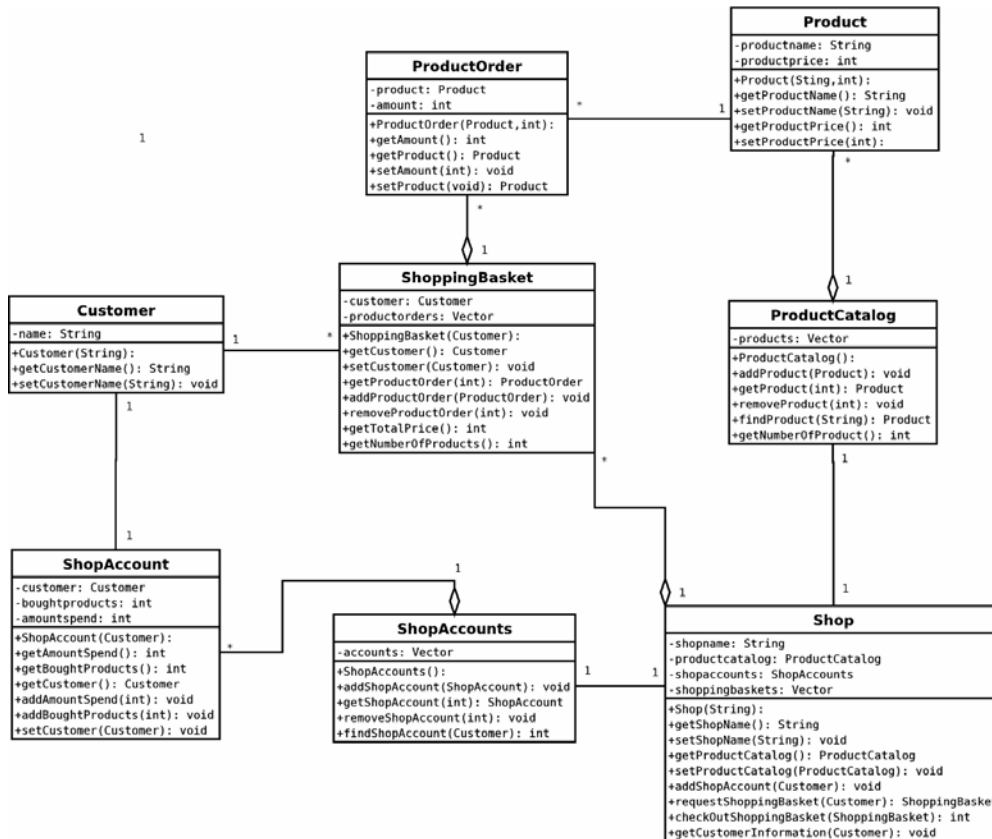 Product
-productname: String
-productprice: int
+Product(Sting,int):
+getProductName(): String
+setProductName(String): void
+getProductPrice(): int
+setProductPrice(int):
ProductOrder
-product: Product
-amount: int
+ProductOrder(Product,int):
+getAmount(): int
+getProduct(): Product
+setAmount(int): void
+setProduct(void): Product
*
1
1
*
1
*
1
ShoppingBasket
-customer: Customer
-productorders: Vector
+ShoppingBasket(Customer):
+getCustomer(): Customer
+setCustomer(Customer): void
+getProductOrder(int): ProductOrder
+addProductOrder(ProductOrder): void
+removeProductOrder(int): void
+getTotalPrice(): int
+getNumberOfProducts(): int
Customer
-name: String
+Customer(String):
+getCustomerName(): String
+setCustomerName(String): void
1
*
ProductCatalog
-products: Vector
+ProductCatalog():
+addProduct(Product): void
+getProduct(int): Product
+removeProduct(int): void
+findProduct(String): Product
+getNumberOfProduct(): int
1
1
*
1
1
1
ShopAccount
-customer: Customer
-boughtproducts: int
-amountspend: int
+ShopAccount(Customer):
+getAmountSpend(): int
+getBoughtProducts(): int
+getCustomer(): Customer
+addAmountSpend(int): void
+addBoughtProducts(int): void
+setCustomer(Customer): void
*
1
ShopAccounts
-accounts: Vector
+ShopAccounts():
+addShopAccount(ShopAccount): void
+getShopAccount(int): ShopAccount
+removeShopAccount(int): void
+findShopAccount(Customer): int
1
1
Shop
-shopname: String
-productcatalog: ProductCatalog
-shopaccounts: ShopAccounts
-shoppingbaskets: Vector
+Shop(String):
+getShopName(): String
+setShopName(String): void
+getProductCatalog(): ProductCatalog
+setProductCatalog(ProductCatalog): void
+addShopAccount(Customer): void
+requestShoppingBasket(Customer): ShoppingBasket
+checkOutShoppingBasket(ShoppingBasket): int
+getCustomerInformation(Customer): void